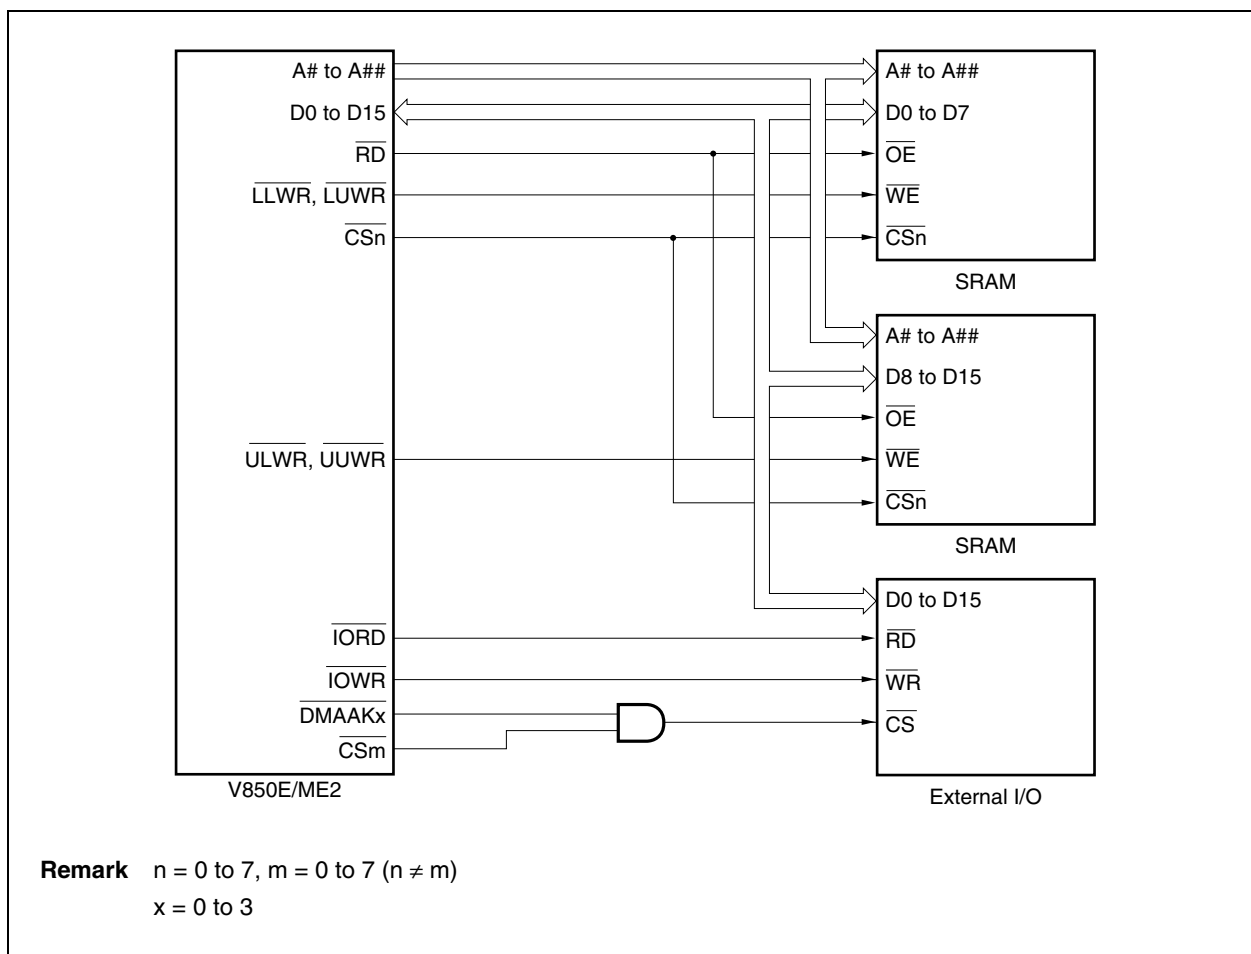 A# to A##
D0 to D15
RD
LLWR, LUWR
CSn
ULWR, UUWR
IORD
IOWR
DMAAKx
CSm
V850E/ME2
A# to A##
D0 to D7
OE
WE
CSn
SRAM
A# to A##
D8 to D15
OE
WE
CSn
SRAM
D0 to D15
RD
WR
CS
External I/O
Remark n = 0 to 7, m = 0 to 7 (n ≠ m)
x = 0 to 3